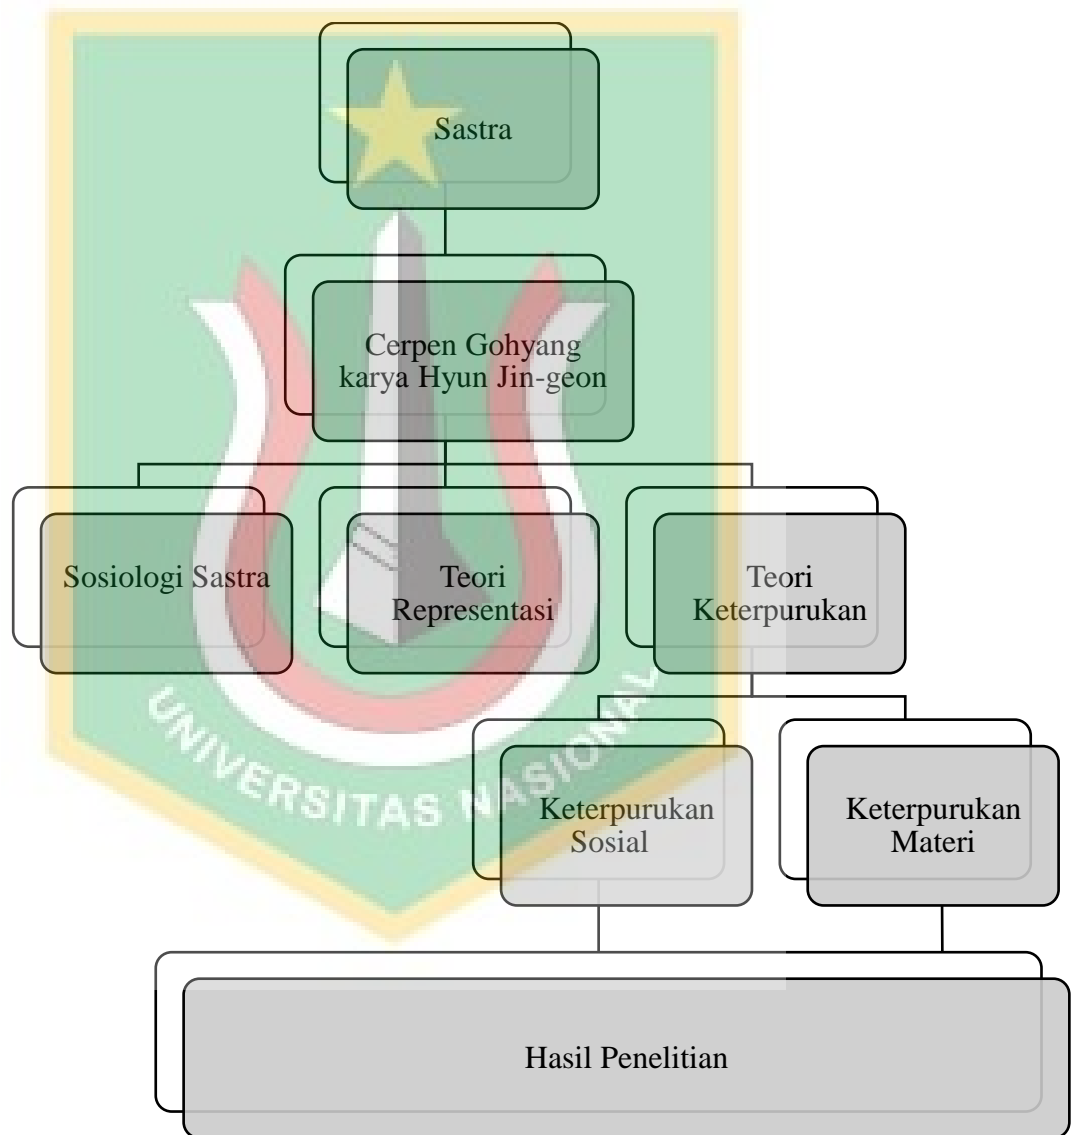 Sastra
Cerpen Gohyang
karya Hyun Jin-geon
Sosiologi Sastra
Teori
Representasi
Teori
Keterpurukan
UNIVERSITAS NASIONAL
Keterpurukan
Sosial
Keterpurukan
Materi
Hasil Penelitian